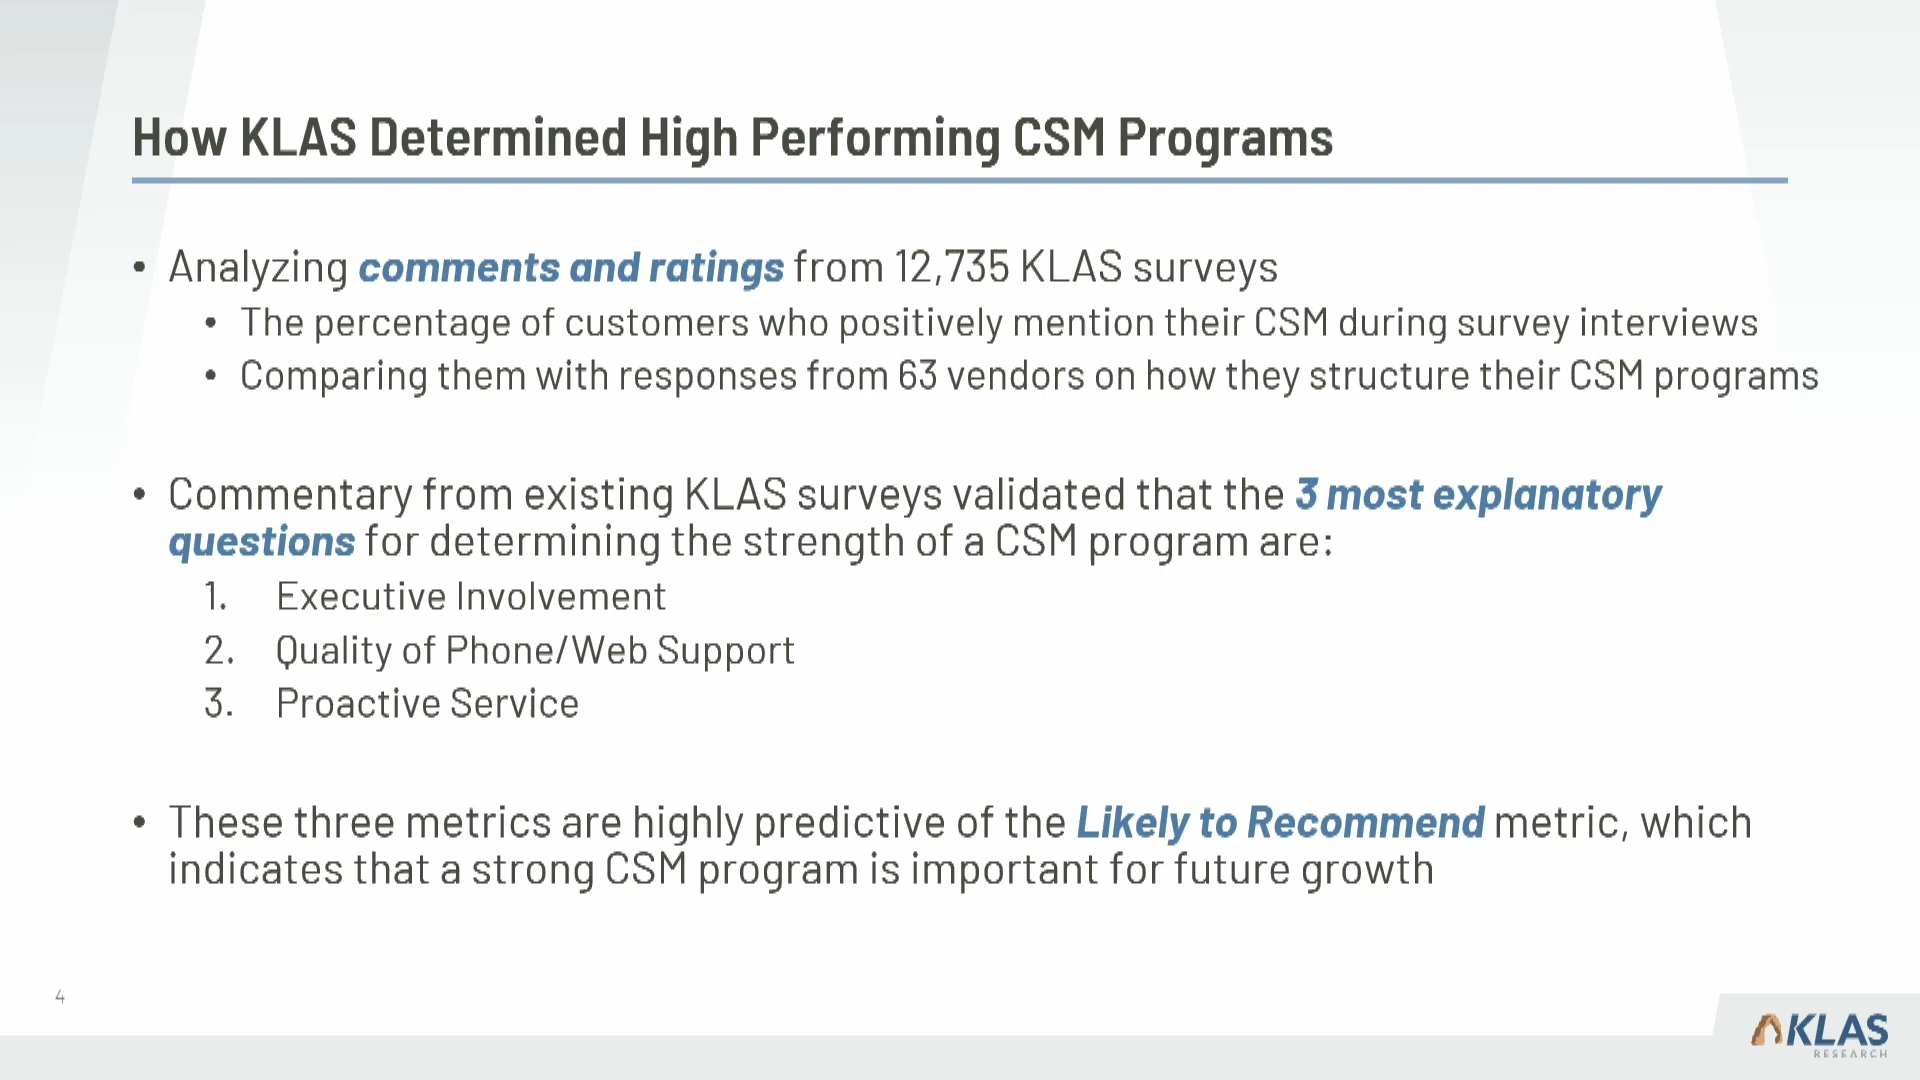 How KLAS Determined High Performing CSM Programs
• Analyzing comments and ratings from 12,735 KLAS surveys
• The percentage of customers who positively mention their CSM during survey interviews
• Comparing them with responses from 63 vendors on how they structure their CSM programs
• Commentary from existing KLAS surveys validated that the 3 most explanatory
questions for determining the strength of a CSM program are:
1. Executive Involvement
2. Quality of Phone/Web Support
3. Proactive Service
• These three metrics are highly predictive of the Likely to Recommend metric, which
indicates that a strong CSM program is important for future growth
4
KLAS
RESEARCH